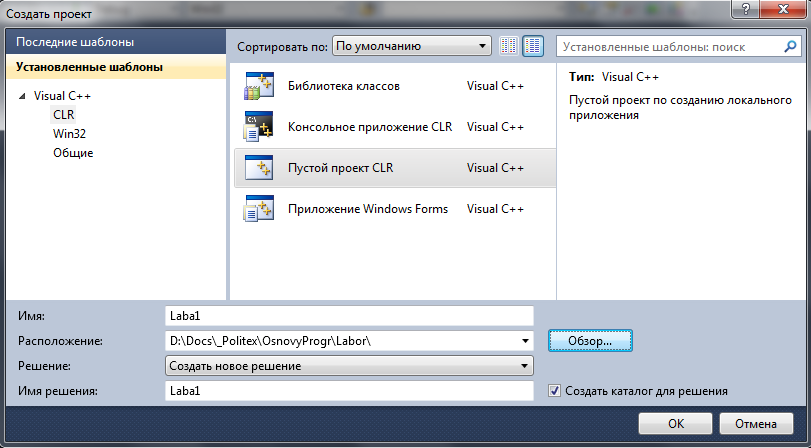 Создать проект
Последние шаблоны
Установленные шаблоны
Visual C++
CLR
Win32
Общие
Сортировать по: По умолчанию
Установленные шаблоны: поиск
Библиотека классов Visual C++
Консольное приложение CLR Visual C++
Пустой проект CLR Visual C++
Приложение Windows Forms Visual C++
Тип: Visual C++
Пустой проект по созданию локального
приложения
Имя: Laba1
Расположение: D:\Docs\_Politex\OsnovyProgr\Labor\ Обзор...
Решение: Создать новое решение
Имя решения: Laba1 Создать каталог для решения
OK Отмена